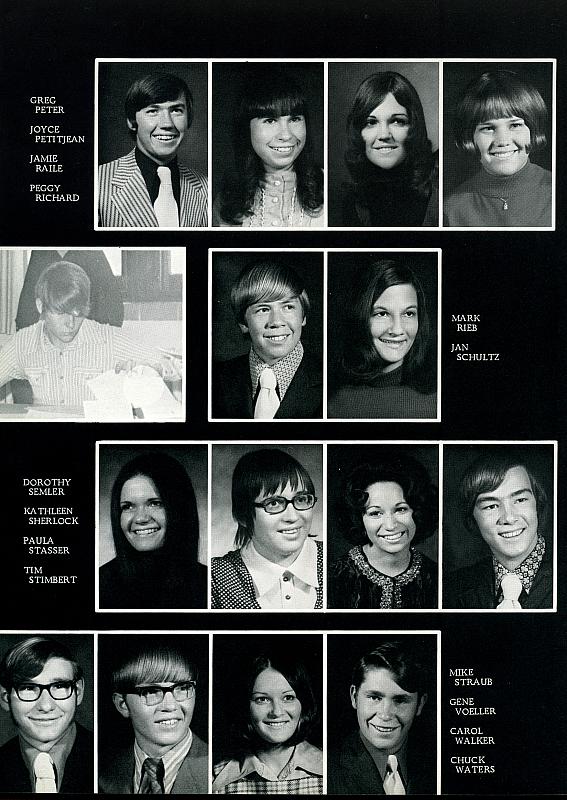 GREG
PETER
JOYCE
PETITJEAN
JAMIE
RAILE
PEGGY
RICHARD
MARK
RIEB
JAN
SCHULTZ
DOROTHY
SEMLER
KATHLEEN
SHERLOCK
PAULA
STASSER
TIM
STIMBERT
MIKE
STRAUB
GENE
VOELLER
CAROL
WALKER
CHUCK
WATERS